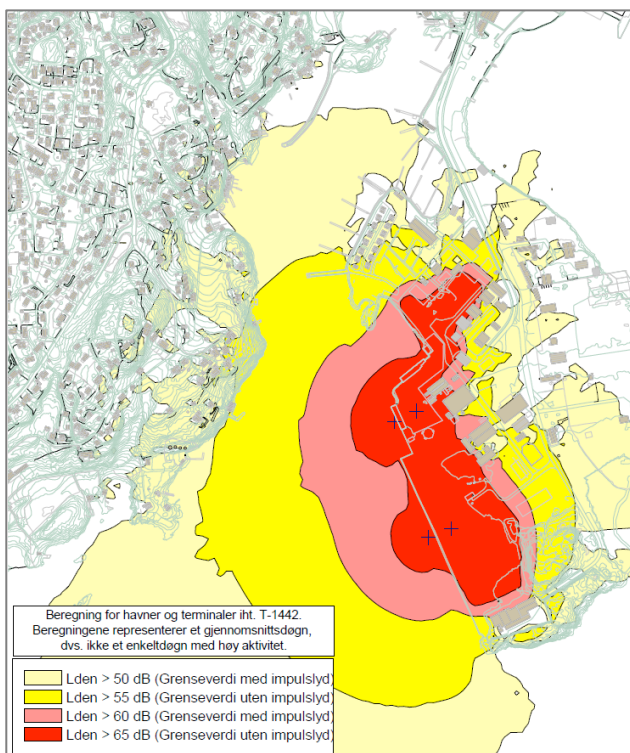 Beregning for havner og terminaler iht. T-1442.
Beregningene representerer et gjennomsnittsdøgn,
dvs. ikke et enkeltdøgn med høy aktivitet.
Lden > 50 dB (Grenseverdi med impulslyd)
Lden > 55 dB (Grenseverdi uten impulslyd)
Lden > 60 dB (Grenseverdi med impulslyd)
Lden > 65 dB (Grenseverdi uten impulslyd)